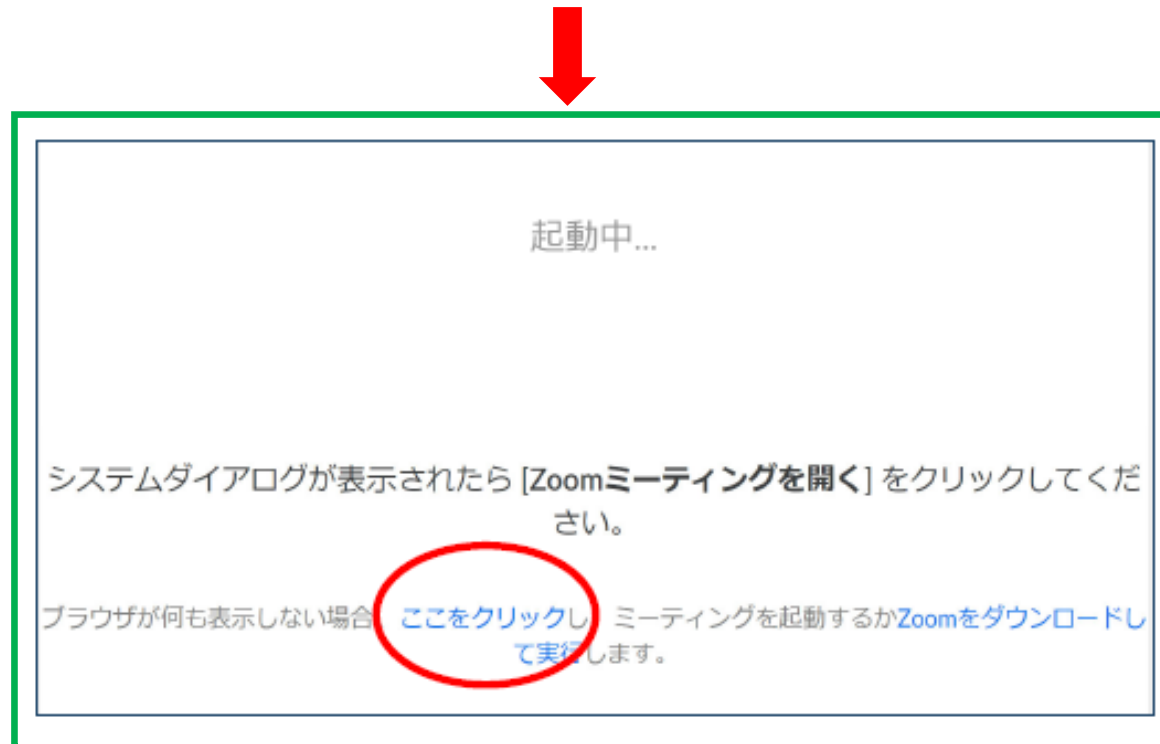 起動中...
システムダイアログが表示されたら [Zoomミーティングを開く] をクリックしてくだ
さい。
ブラウザが何も表示しない場合 ここをクリックし ミーティングを起動するかZoomをダウンロードし
て実行します。